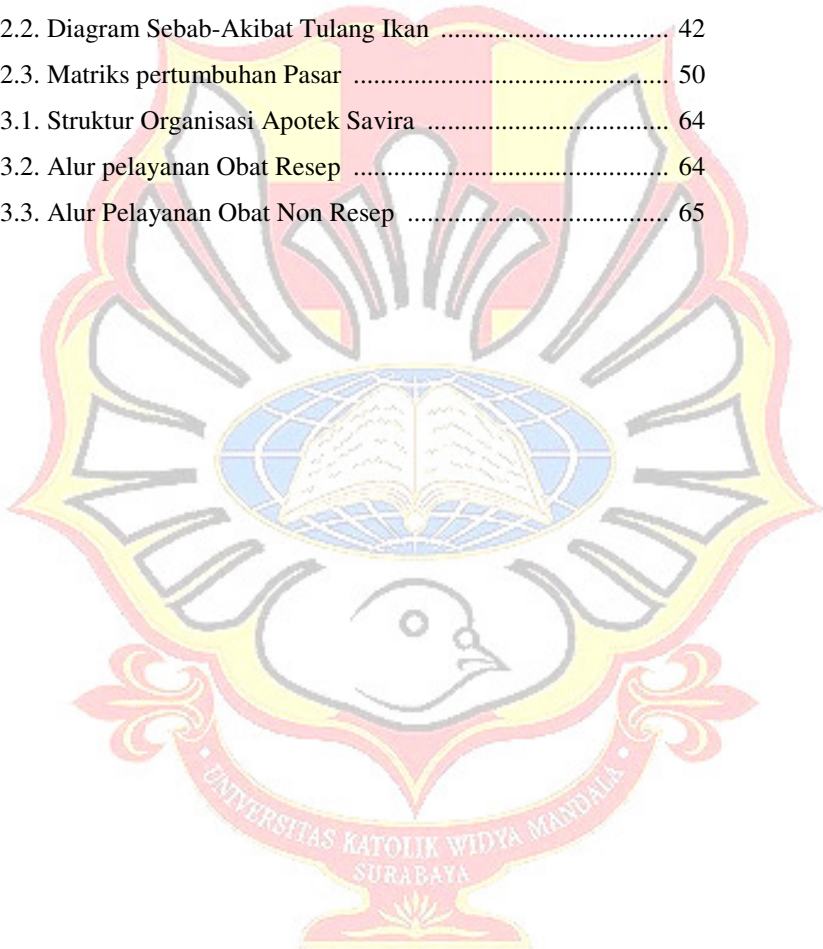 2.2. Diagram Sebab-Akibat Tulang Ikan ................................ 42
2.3. Matriks pertumbuhan Pasar ............................................ 50
3.1. Struktur Organisasi Apotek Savira .................................. 64
3.2. Alur pelayanan Obat Resep ............................................ 64
3.3. Alur Pelayanan Obat Non Resep ..................................... 65
UNIVERSITAS KATOLIK WIDYA MANDALA
SURABAYA